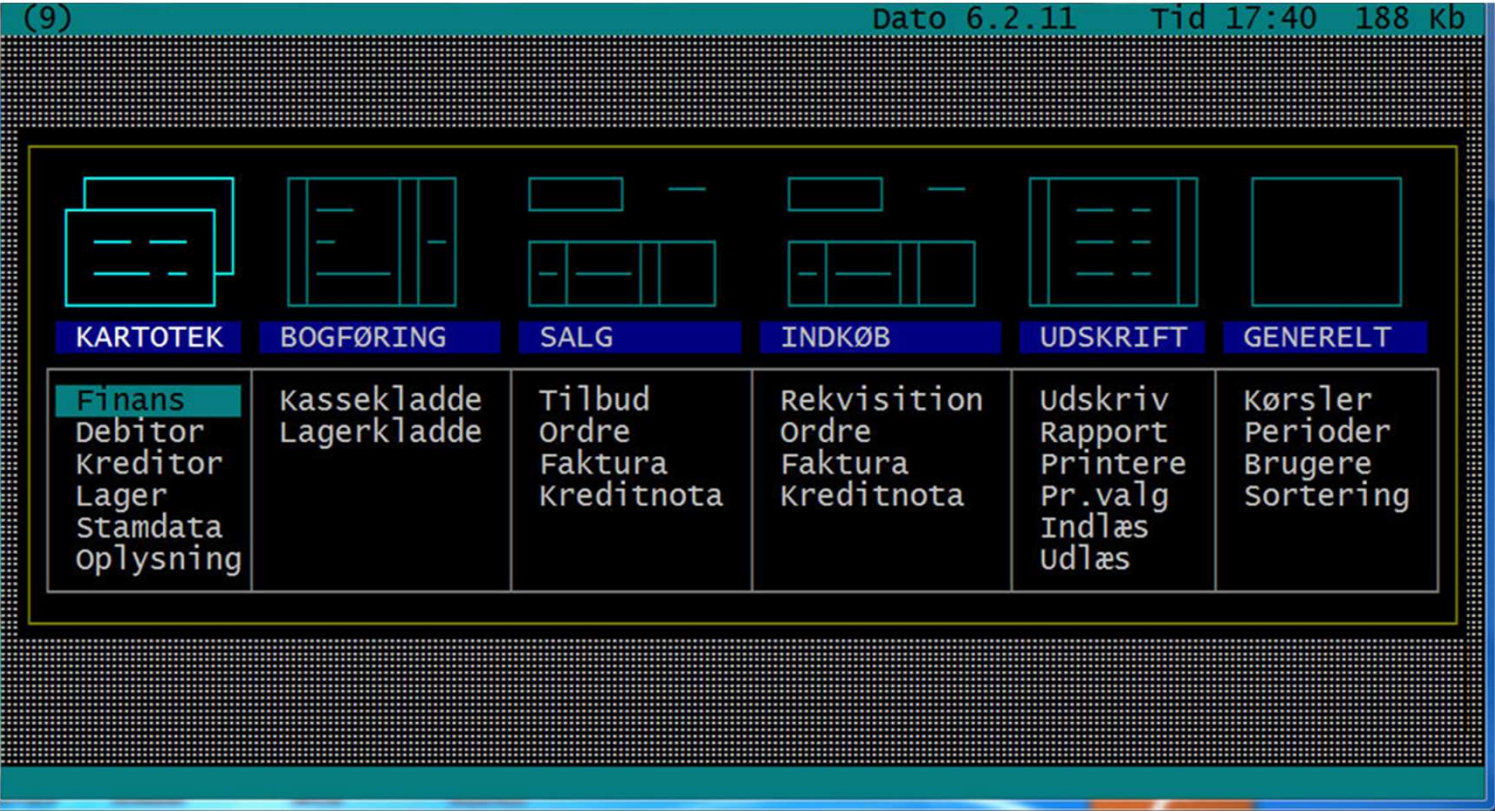 (9) Dato 6.2.11 Tid 17:40 188 Kb
KARTOTEK BOGFØRING SALG INDKØB UDSKRIFT GENERELT
Finans Kassekladde Tilbud Rekvisition Udskriv Kørsler
Debitor Lagerkladde Ordre Ordre Rapport Perioder
Kreditor Faktura Faktura Printere Brugere
Lager Kreditnota Kreditnota Pr.valg Sortering
Stamdata Indlæs
Oplysning Udlæs